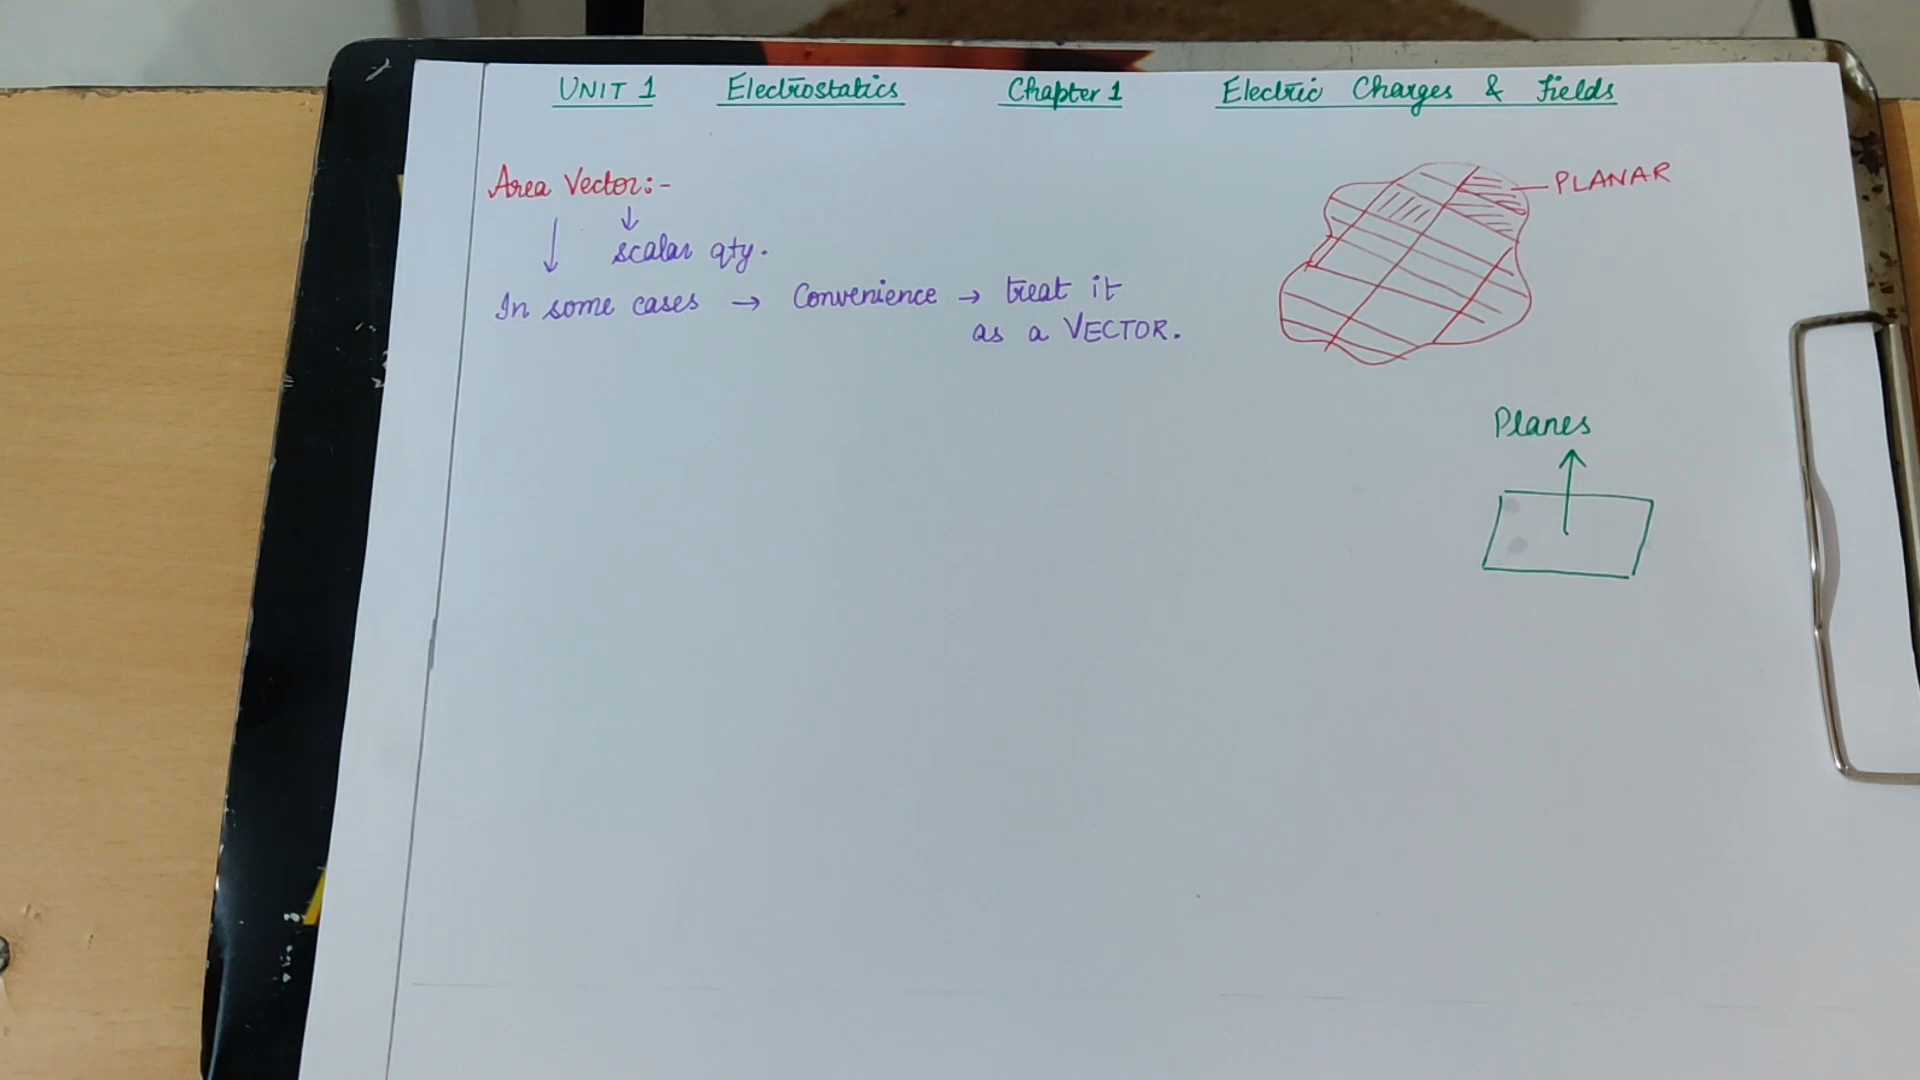 UNIT 1 Electrostatics Chapter 1 Electric Charges & Fields
Area Vector:-
↓ ↓
scalar qty.
In some cases → Convenience → treat it
as a VECTOR.
PLANAR
Planes